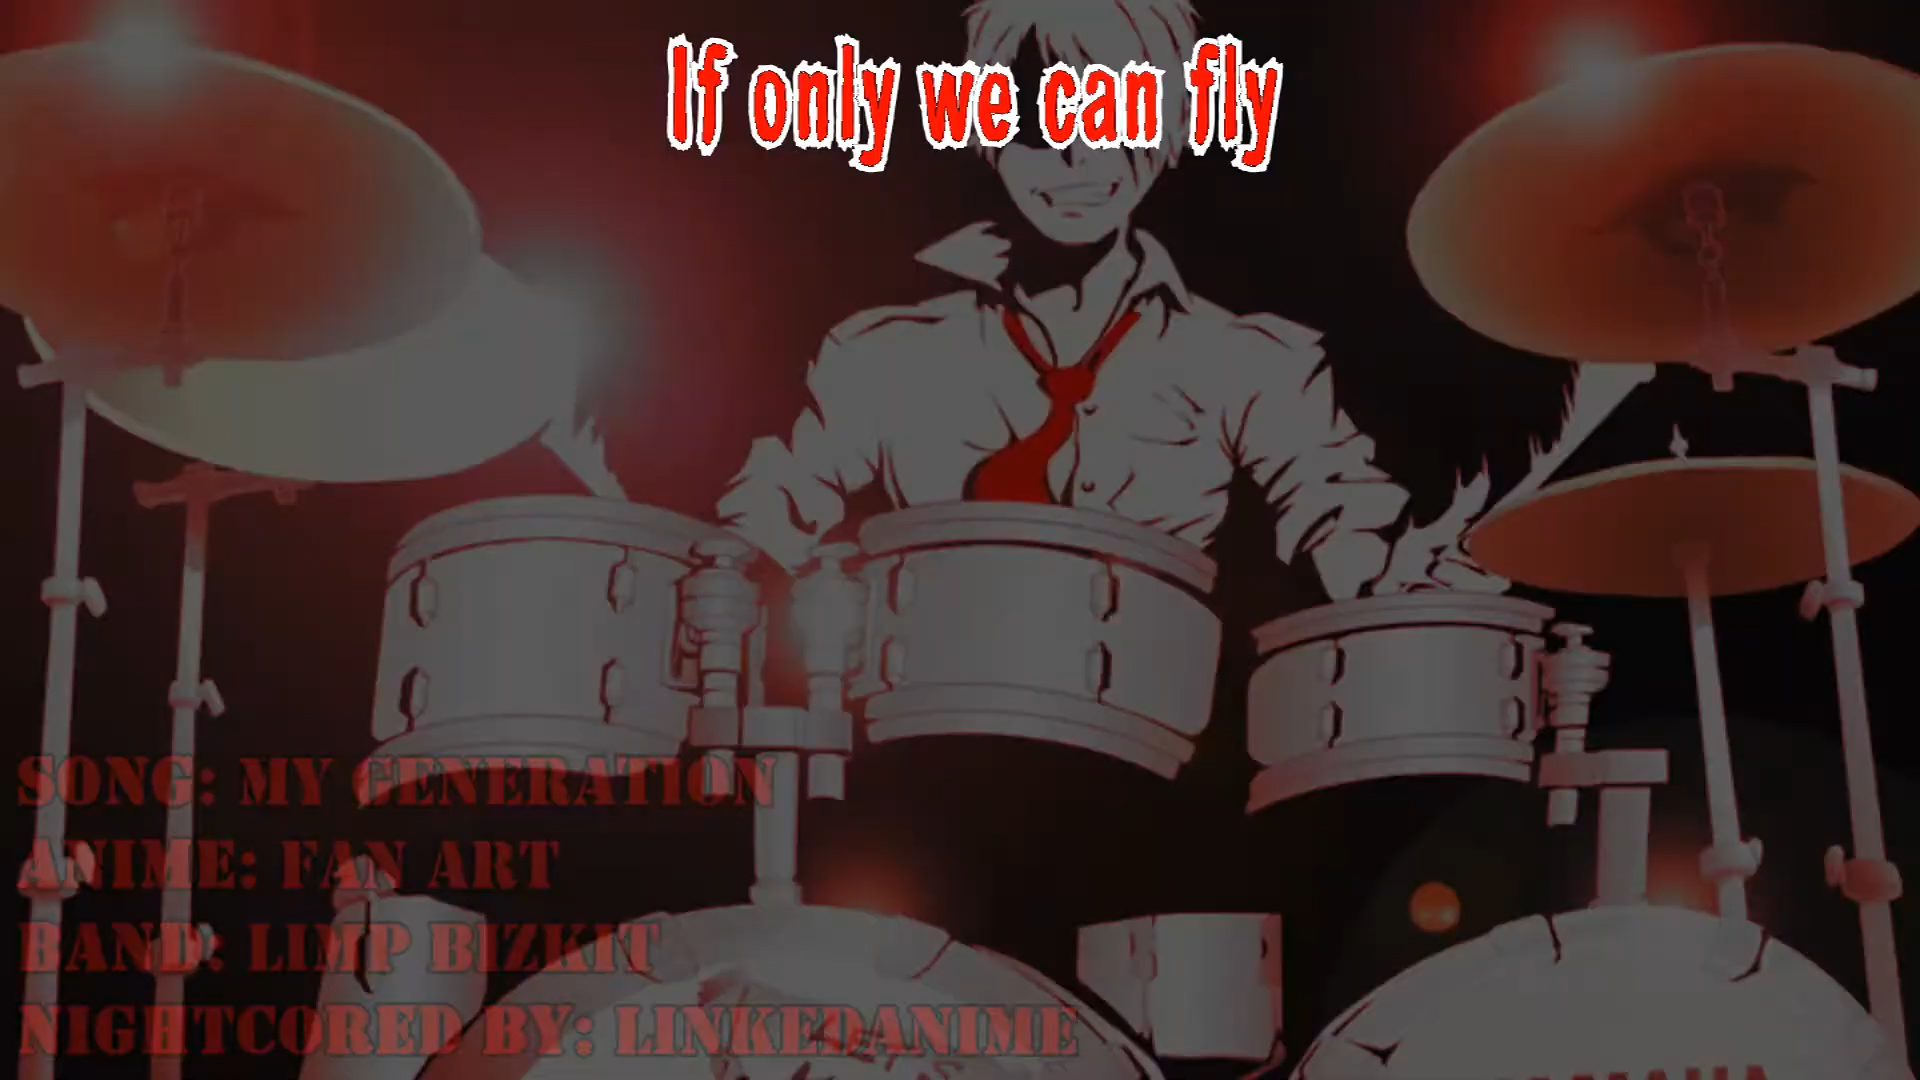 If only we can fly
SONG: MY GENERATION
ANIME: FAN ART
BAND: LIMP BIZKIT
NIGHTCORED BY: LINKEDANIME